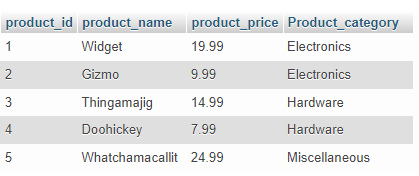 product_id product_name product_price Product_category
1 Widget 19.99 Electronics
2 Gizmo 9.99 Electronics
3 Thingamajig 14.99 Hardware
4 Doohickey 7.99 Hardware
5 Whatchamacallit 24.99 Miscellaneous